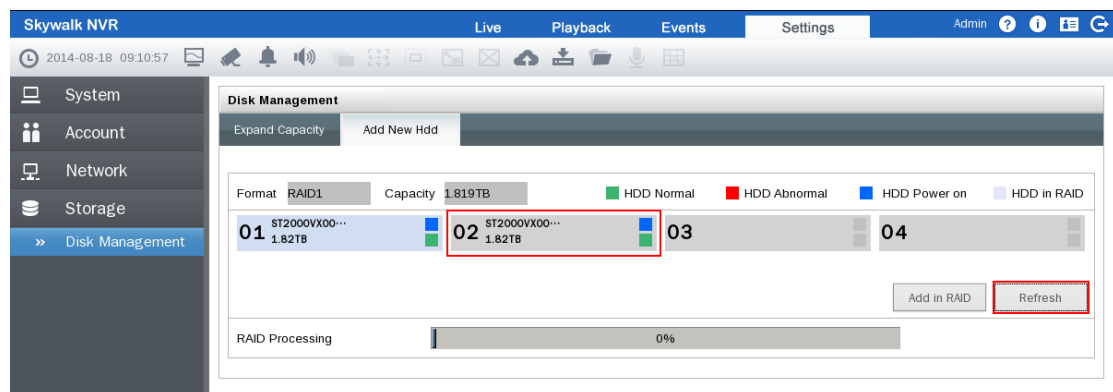 Skywalk NVR Live Playback Events Settings Admin
2014-08-18 09:10:57
System
Account
Network
Storage
» Disk Management
Disk Management
Expand Capacity Add New Hdd
Format RAID1 Capacity 1.819TB HDD Normal HDD Abnormal HDD Power on HDD in RAID
01 ST2000VX00··· 1.82TB
02 ST2000VX00··· 1.82TB
03
04
Add in RAID Refresh
RAID Processing 0%